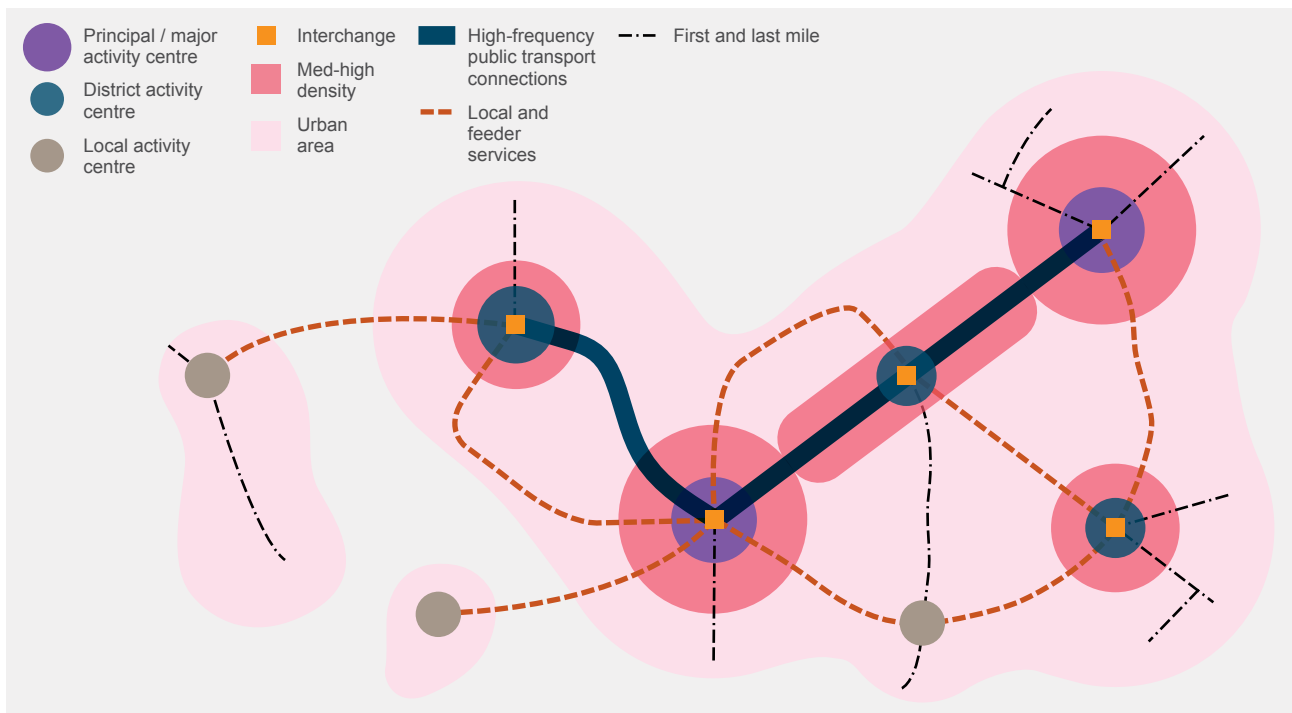 Principal / major
activity centre
District activity
centre
Local activity
centre
Interchange
Med-high
density
Urban
area
High-frequency
public transport
connections
Local and
feeder
services
First and last mile